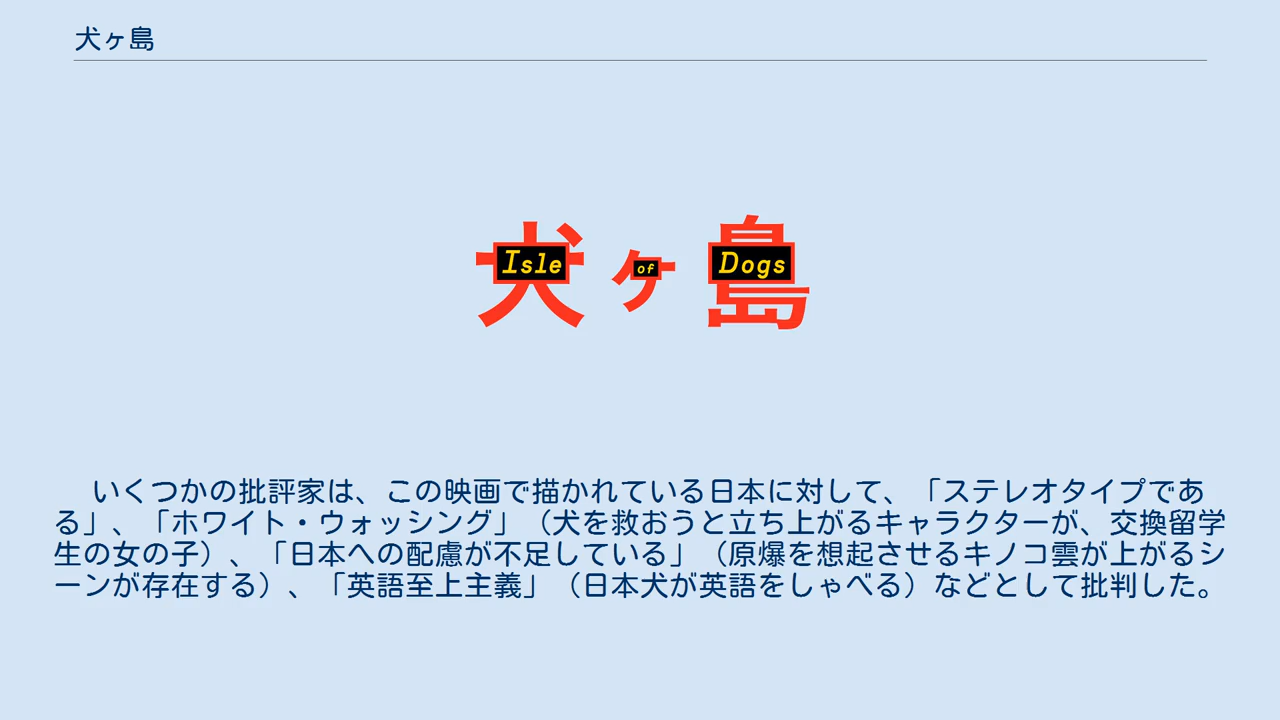 犬ヶ島
犬ヶ島
Isle of Dogs
いくつかの批評家は、この映画で描かれている日本に対して、「ステレオタイプであ
る」、「ホワイト・ウォッシング」（犬を救おうと立ち上がるキャラクターが、交換留学
生の女の子）、「日本への配慮が不足している」（原爆を想起させるキノコ雲が上がるシ
ーンが存在する）、「英語至上主義」（日本犬が英語をしゃべる）などとして批判した。